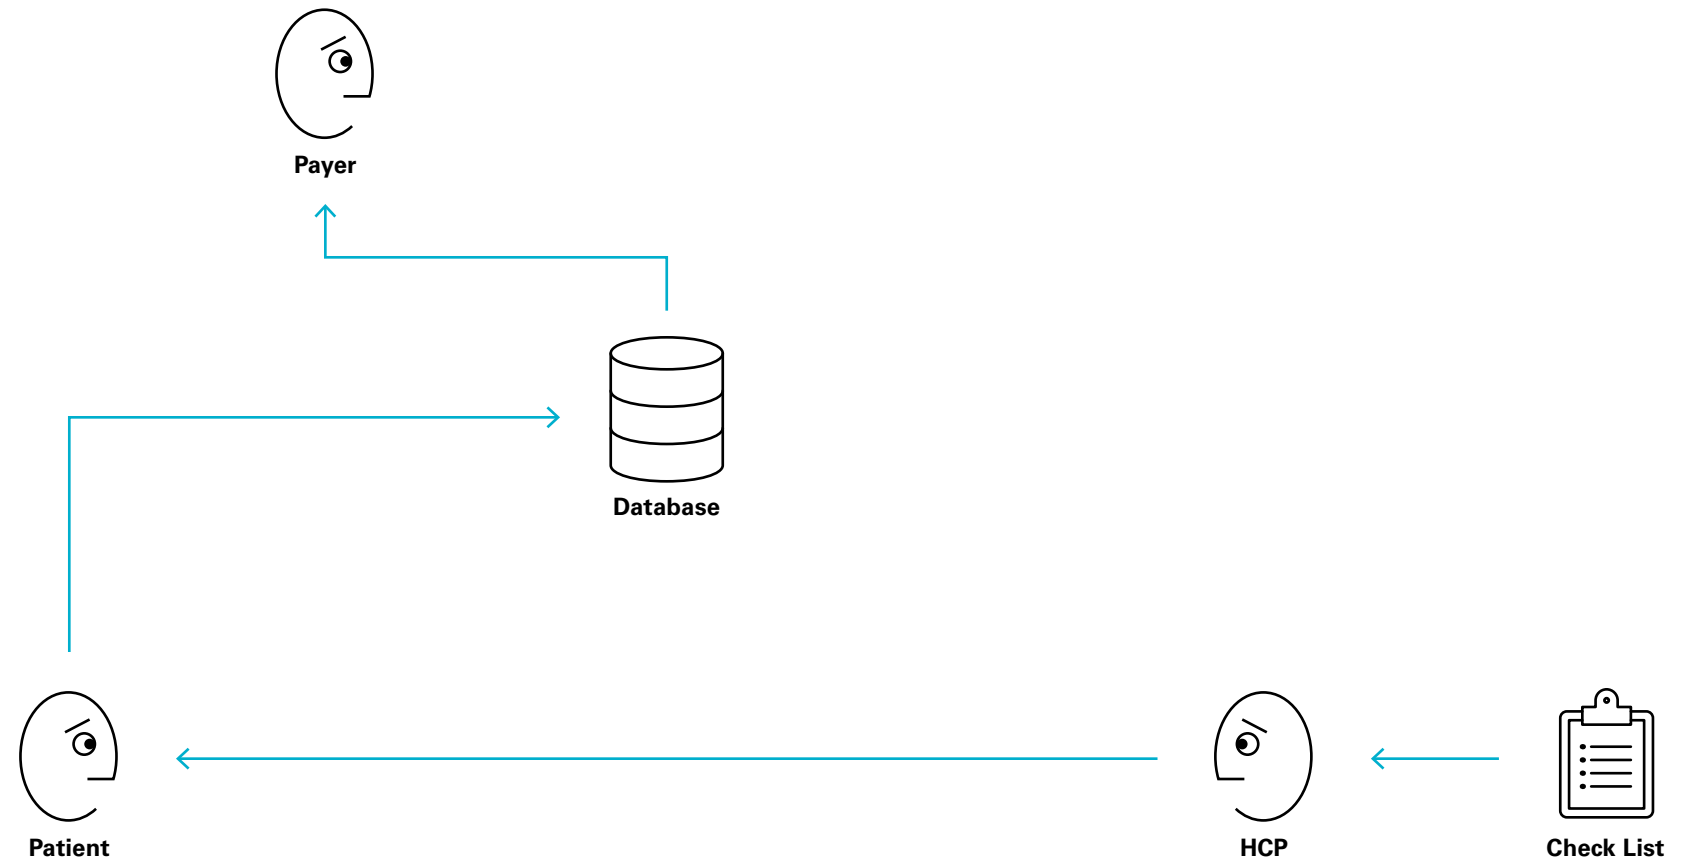 Payer
Database
Patient
HCP
Check List